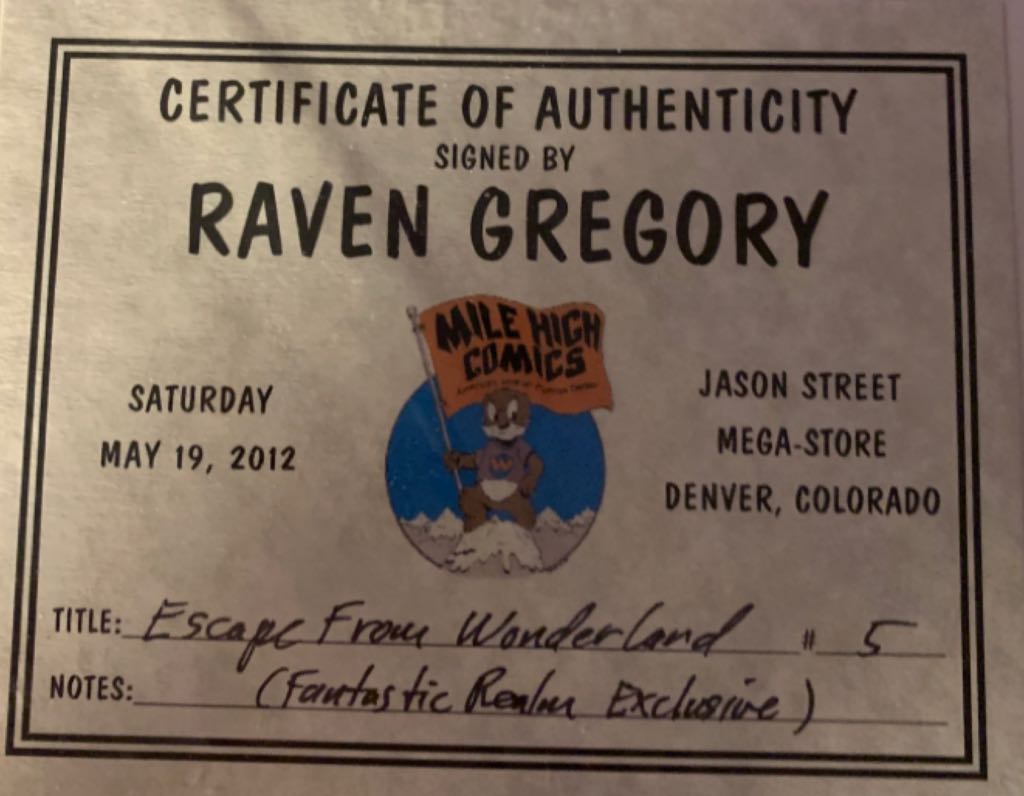 CERTIFICATE OF AUTHENTICITY
SIGNED BY
RAVEN GREGORY
MILE HIGH
COMICS
SATURDAY
MAY 19, 2012
JASON STREET
MEGA-STORE
DENVER, COLORADO
TITLE: Escape From Wonderland # 5
NOTES: (Fantastic Realm Exclusive)